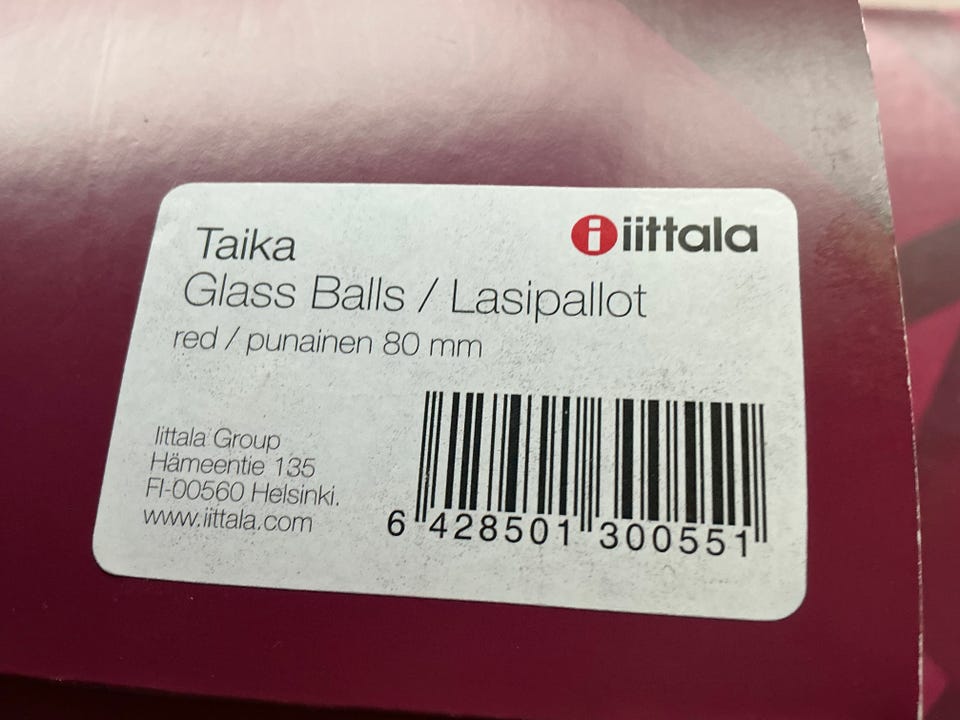 Taika
iittala
Glass Balls / Lasipallot
red / punainen 80 mm
Iittala Group
Hämeentie 135
FI-00560 Helsinki.
www.iittala.com
6 428501 300551